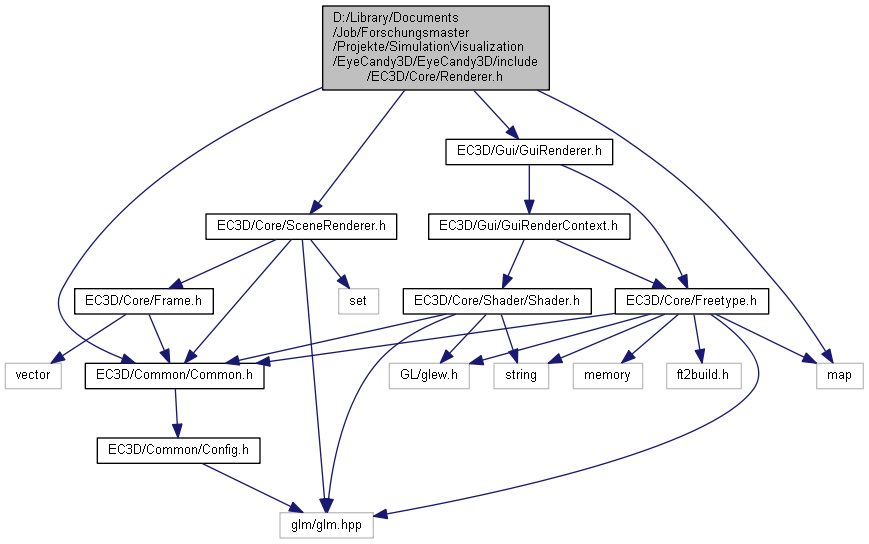 D:/Library/Documents
/Job/Forschungsmaster
/Projekte/SimulationVisualization
/EyeCandy3D/EyeCandy3D/include
/EC3D/Core/Renderer.h
EC3D/Gui/GuiRenderer.h
EC3D/Core/SceneRenderer.h
EC3D/Gui/GuiRenderContext.h
EC3D/Core/Frame.h
set
EC3D/Core/Shader/Shader.h
EC3D/Core/Freetype.h
vector
EC3D/Common/Common.h
GL/glew.h
string
memory
ft2build.h
map
EC3D/Common/Config.h
glm/glm.hpp